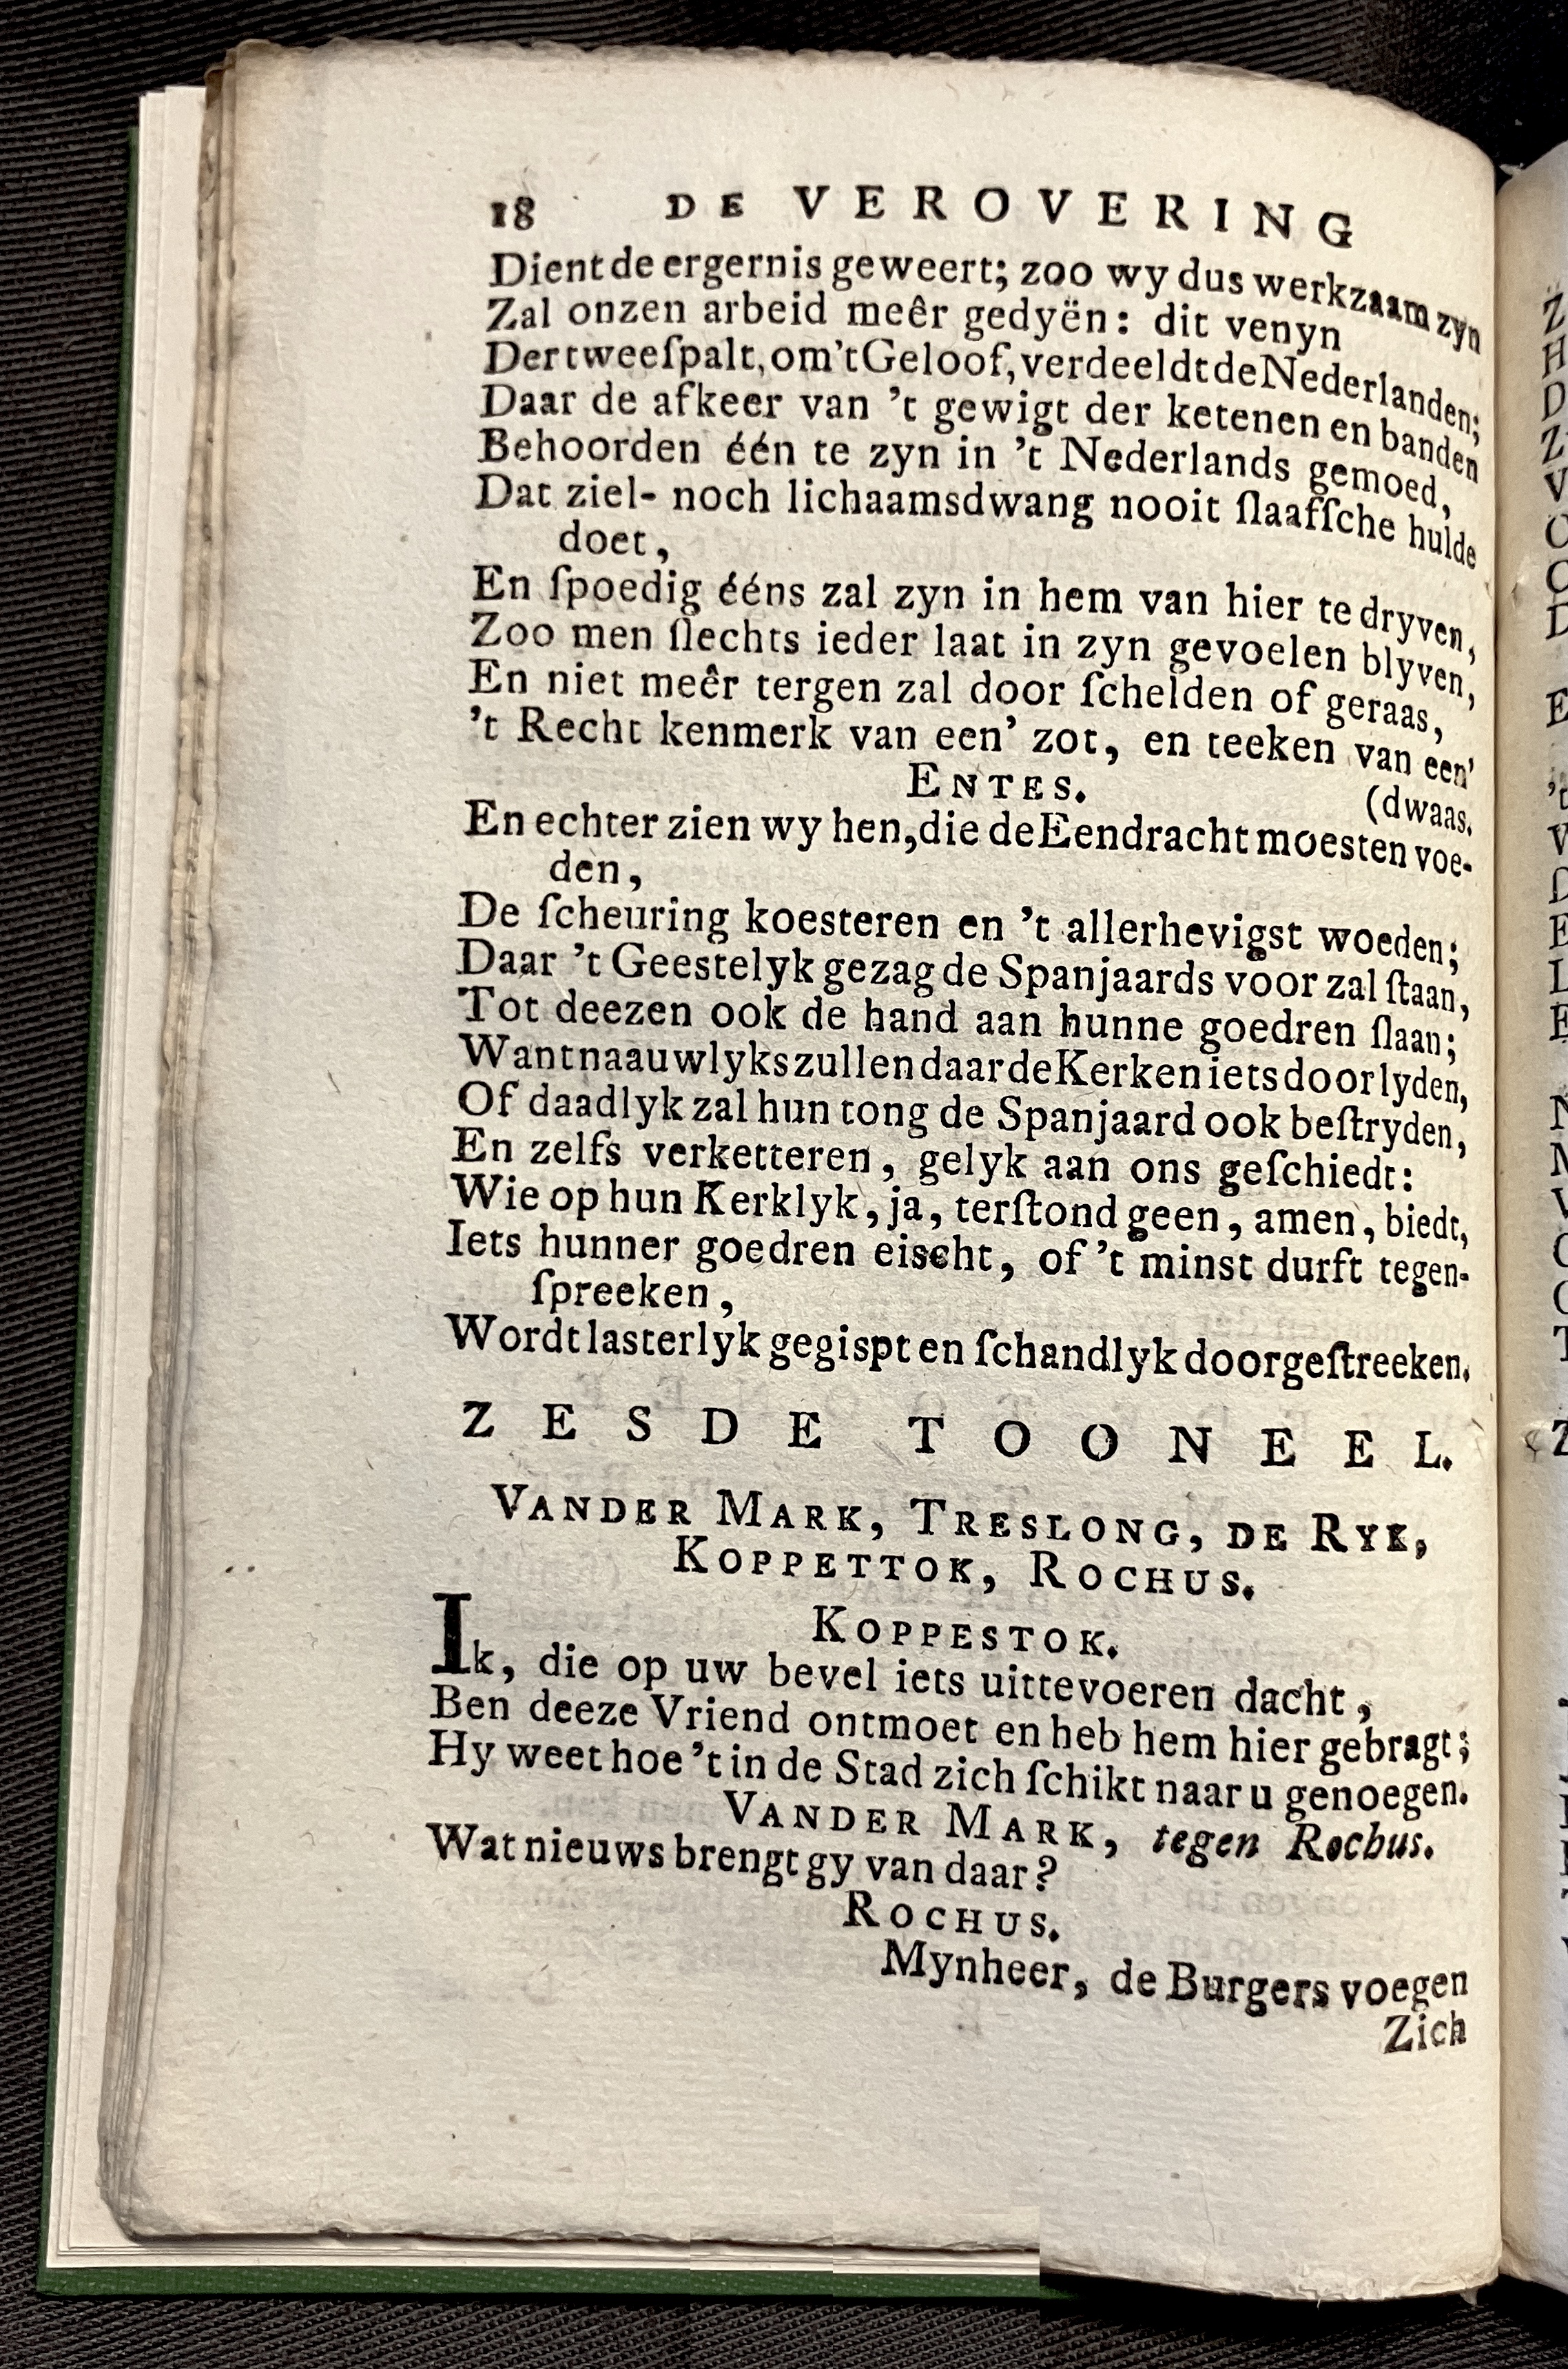 18 DE VEROVERING
Dient de ergernis geweert; zoo wy dus werkzaam zyn
Zal onzen arbeid meêr gedyën: dit venyn
Der tweeſpalt, om 't Geloof, verdeeldt de Nederlanden;
Daar de afkeer van 't gewigt der ketenen en banden
Behoorden één te zyn in 't Nederlands gemoed,
Dat ziel- noch lichaamsdwang nooit ſlaafſche hulde
doet,
En ſpoedig ééns zal zyn in hem van hier te dryven,
Zoo men ſlechts ieder laat in zyn gevoelen blyven,
En niet meêr tergen zal door ſchelden of geraas,
't Recht kenmerk van een' zot, en teeken van een'
ENTES. (dwaas.
En echter zien wy hen, die de Eendracht moesten voe-
den,
De ſcheuring koesteren en 't allerhevigst woeden;
Daar 't Geestelyk gezag de Spanjaards voor zal ſtaan,
Tot deezen ook de hand aan hunne goedren ſlaan;
Want naauwlyks zullen daar de Kerken iets door lyden,
Of daadlyk zal hun tong de Spanjaard ook beſtryden,
En zelfs verketteren, gelyk aan ons geſchiedt:
Wie op hun Kerklyk, ja, terſtond geen, amen, biedt,
Iets hunner goedren eischt, of 't minst durft tegen-
ſpreeken,
Wordt lasterlyk gegispt en ſchandlyk doorgeſtreeken.
ZESDE TOONEEL.
VANDER MARK, TRESLONG, DE RYK,
KOPPETTOK, ROCHUS.
KOPPESTOK.
Ik, die op uw bevel iets uittevoeren dacht,
Ben deeze Vriend ontmoet en heb hem hier gebragt;
Hy weet hoe 't in de Stad zich ſchikt naar u genoegen.
VANDER MARK, tegen Rochus.
Wat nieuws brengt gy van daar?
ROCHUS.
Mynheer, de Burgers voegen
Zich